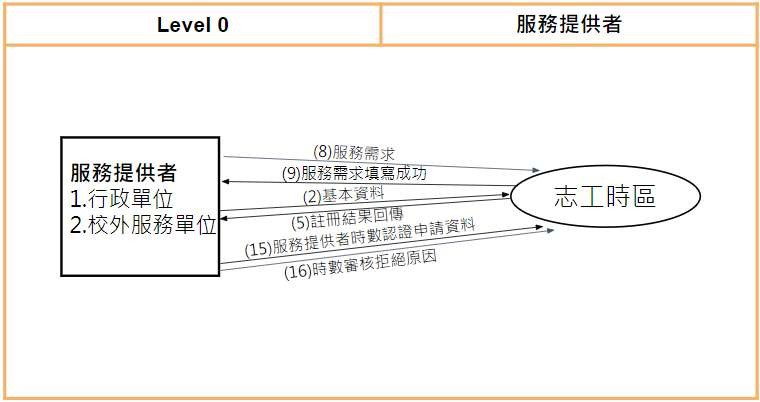 Level 0
服務提供者
服務提供者
1.行政單位
2.校外服務單位
(8)服務需求
(9)服務需求填寫成功
(2)基本資料
(5)註冊結果回傳
(15)服務提供者時數認證申請資料
(16)時數審核拒絕原因
志工時區